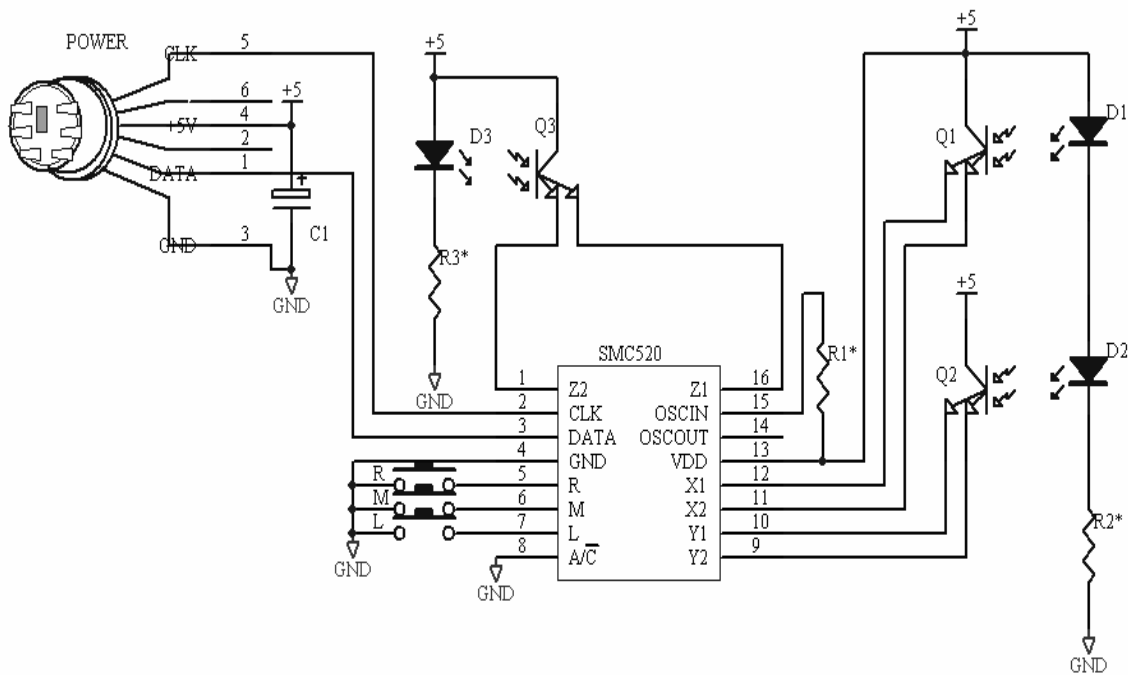 POWER
CLK 5
6
+5
+5V 4
2
DATA 1
GND 3
+
C1
GND
+5
D3
Q3
R3*
GND
+5
Q1
D1
+5
Q2
D2
R1*
R2*
GND
SMC520
1 Z2 Z1 16
2 CLK OSCIN 15
3 DATA OSCOUT 14
4 GND VDD 13
R 5 R X1 12
M 6 M X2 11
L 7 L Y1 10
8 A/C̅ Y2 9
GND
GND